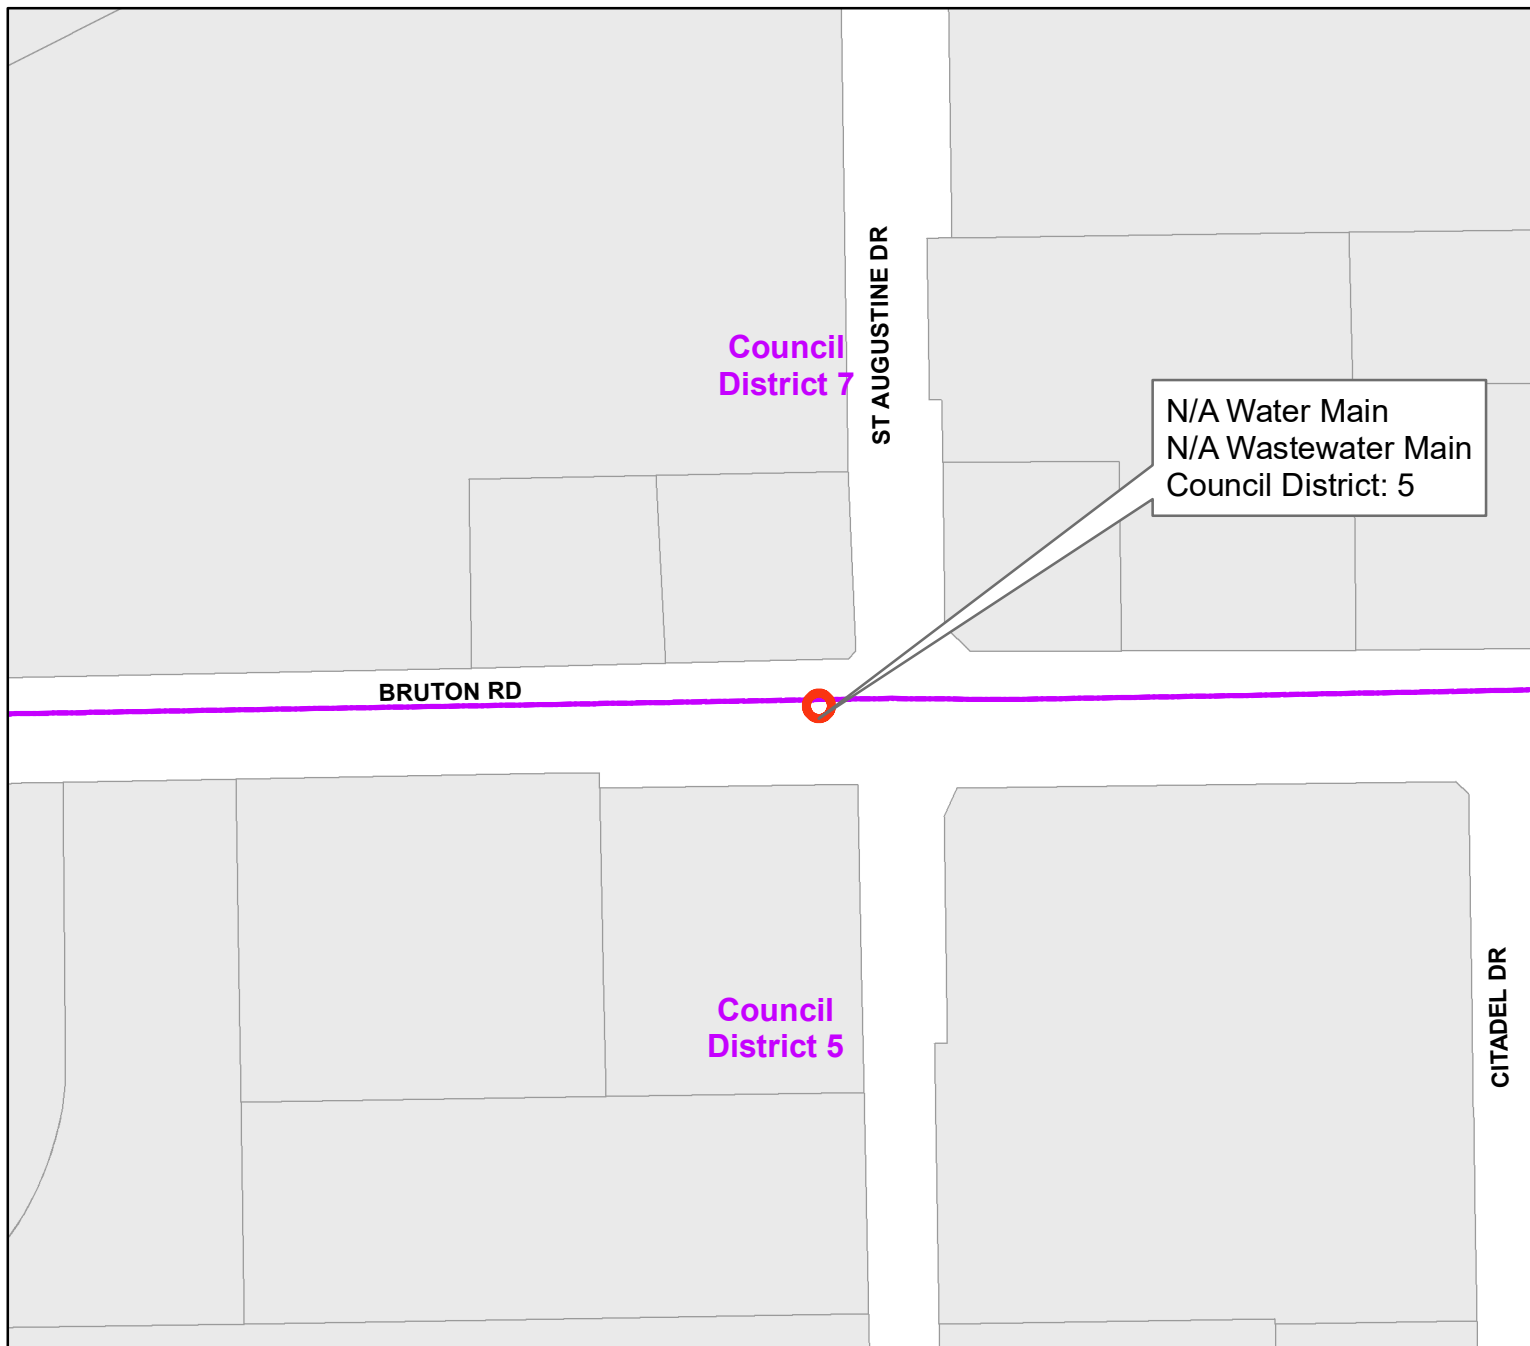 ST AUGUSTINE DR
Council
District 7
N/A Water Main
N/A Wastewater Main
Council District: 5
BRUTON RD
CITADEL DR
Council
District 5